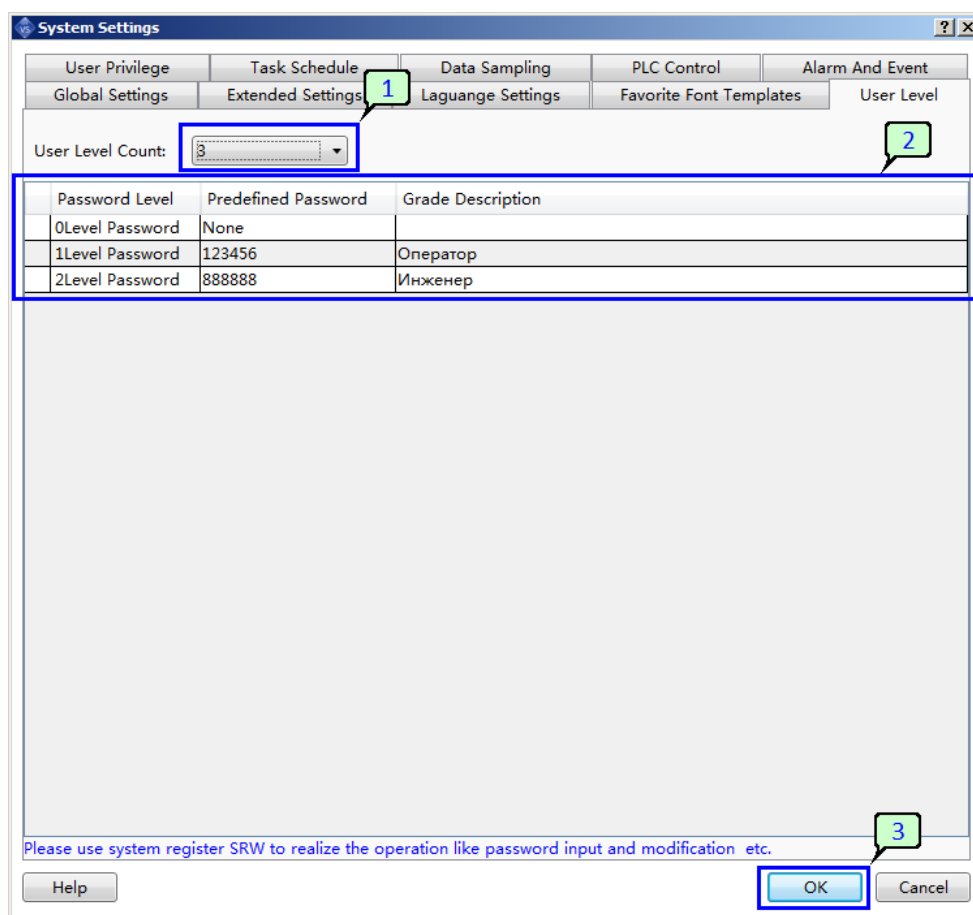 System Settings
User Privilege Task Schedule Data Sampling PLC Control Alarm And Event
1
Global Settings Extended Settings Laguange Settings Favorite Font Templates User Level
2
User Level Count: 3
Password Level Predefined Password Grade Description
0Level Password None
1Level Password 123456 Оператор
2Level Password 888888 Инженер
3
Please use system register SRW to realize the operation like password input and modification etc.
Help OK Cancel